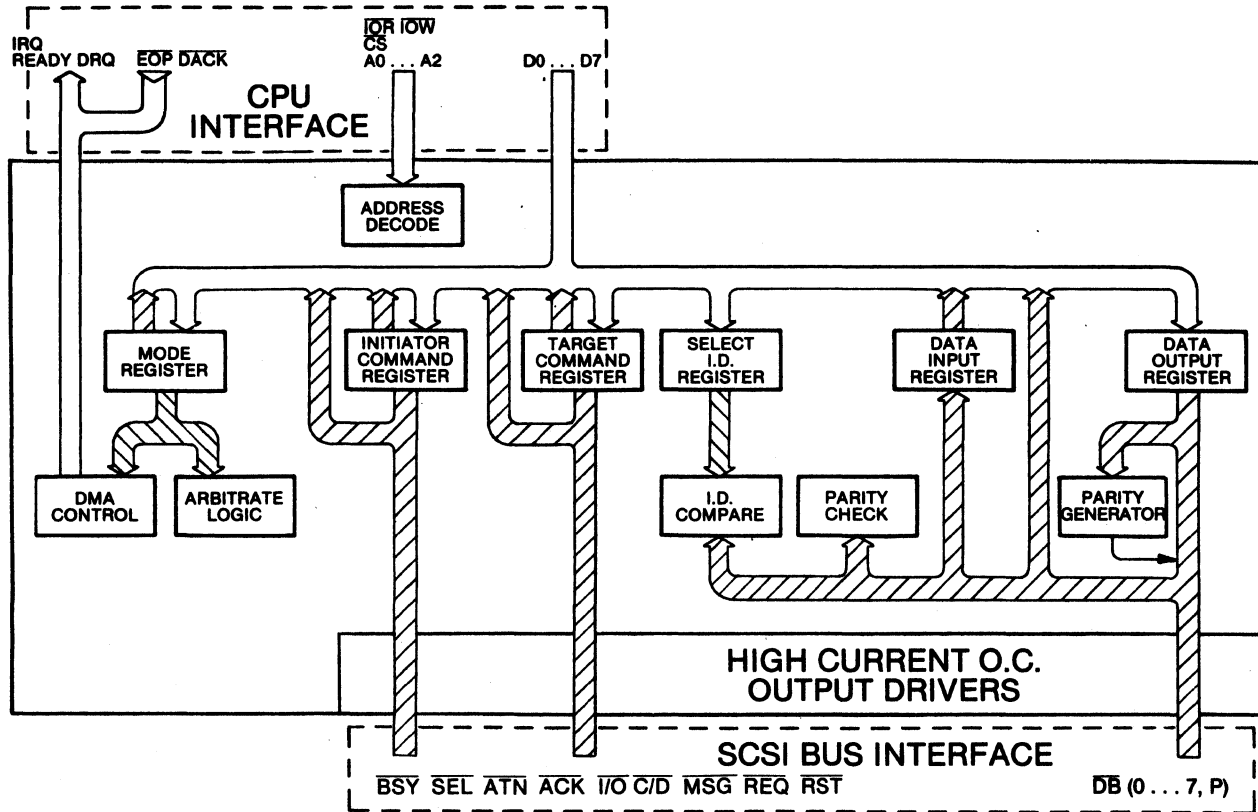 IRQ
READY DRQ
EOP DACK
IOR IOW
CS
A0 . . . A2
D0 . . . D7
CPU
INTERFACE
ADDRESS
DECODE
MODE
REGISTER
INITIATOR
COMMAND
REGISTER
TARGET
COMMAND
REGISTER
SELECT
I.D.
REGISTER
DATA
INPUT
REGISTER
DATA
OUTPUT
REGISTER
DMA
CONTROL
ARBITRATE
LOGIC
I.D.
COMPARE
PARITY
CHECK
PARITY
GENERATOR
HIGH CURRENT O.C.
OUTPUT DRIVERS
SCSI BUS INTERFACE
BSY SEL ATN ACK I/O C/D MSG REQ RST
DB (0 . . . 7, P)